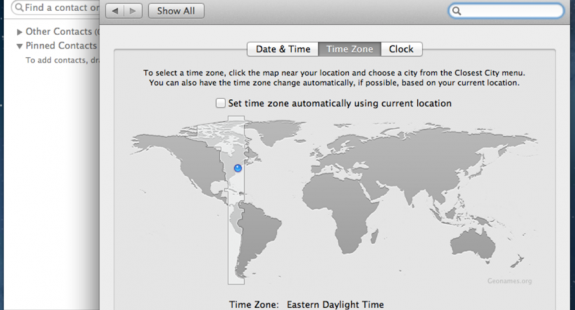 Find a contact or
Show All
Other Contacts
Pinned Contacts
To add contacts,
Date & Time
Time Zone
Clock
To select a time zone, click the map near your location and choose a city from the Closest City menu.
You can also have the time zone change automatically, if possible, based on your current location.
Set time zone automatically using current location
Geonames.org
Time Zone: Eastern Daylight Time